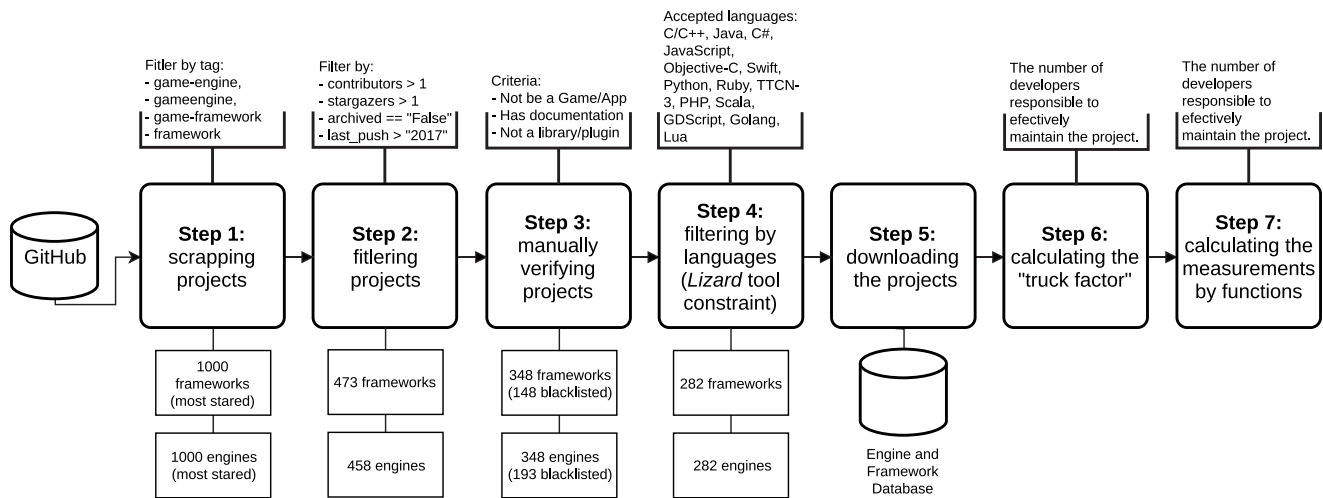 Fitler by tag:
- game-engine,
- gameengine,
- game-framework
- framework
Filter by:
- contributors > 1
- stargazers > 1
- archived == "False"
- last_push > "2017"
Criteria:
- Not be a Game/App
- Has documentation
- Not a library/plugin
Accepted languages:
C/C++, Java, C#,
JavaScript,
Objective-C, Swift,
Python, Ruby, TTCN-
3, PHP, Scala,
GDScript, Golang,
Lua
The number of
developers
responsible to
efectively
maintain the project.
The number of
developers
responsible to
efectively
maintain the project.
GitHub
Step 1:
scrapping
projects
Step 2:
fitlering
projects
Step 3:
manually
verifying
projects
Step 4:
filtering by
languages
(Lizard tool
constraint)
Step 5:
downloading
the projects
Step 6:
calculating the
"truck factor"
Step 7:
calculating the
measurements
by functions
1000
frameworks
(most stared)
473 frameworks
348 frameworks
(148 blacklisted)
282 frameworks
1000 engines
(most stared)
458 engines
348 engines
(193 blacklisted)
282 engines
Engine and
Framework
Database